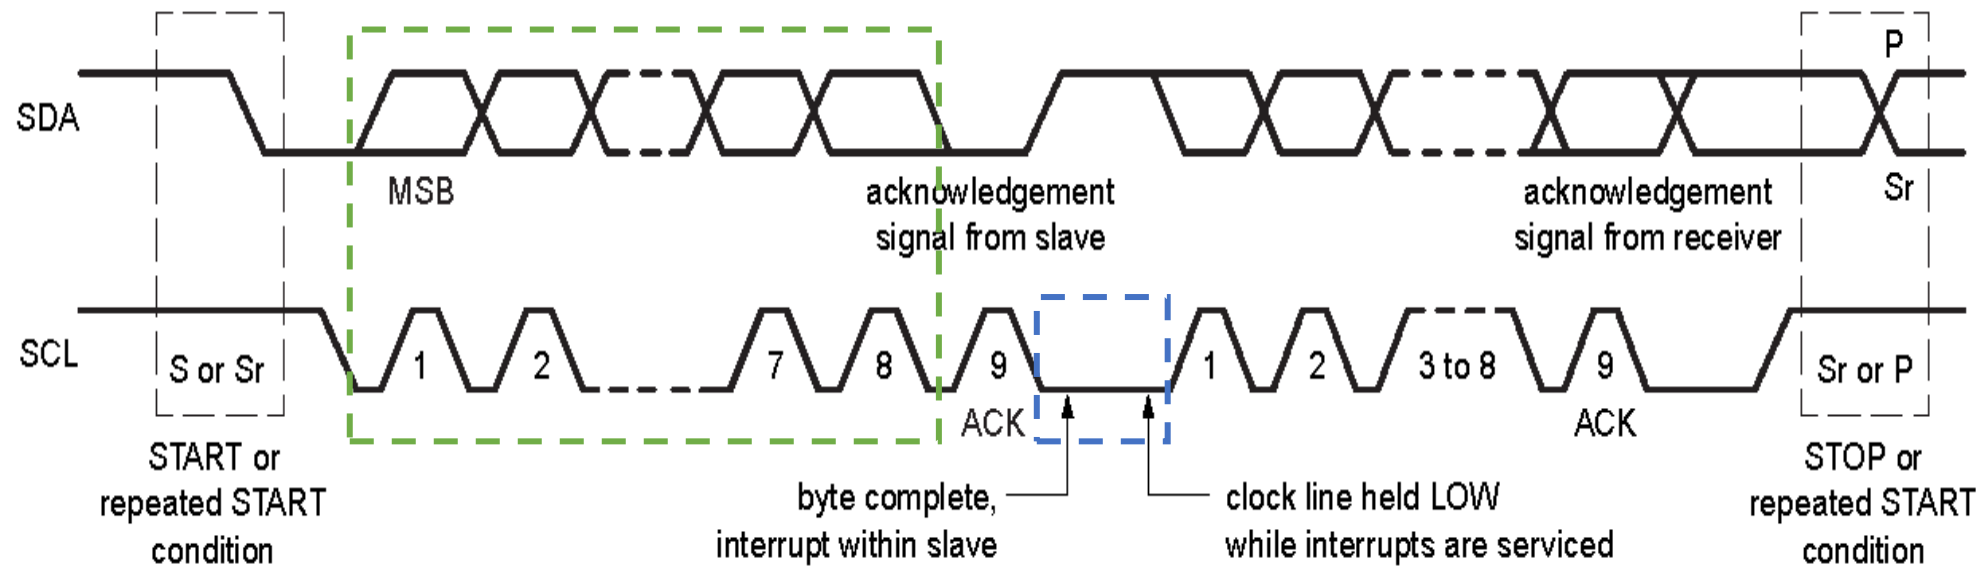 P
SDA
MSB
acknowledgement
signal from slave
acknowledgement
signal from receiver
Sr
SCL
S or Sr
1
2
7
8
9
1
2
3 to 8
9
Sr or P
ACK
ACK
START or
repeated START
condition
byte complete,
interrupt within slave
clock line held LOW
while interrupts are serviced
STOP or
repeated START
condition